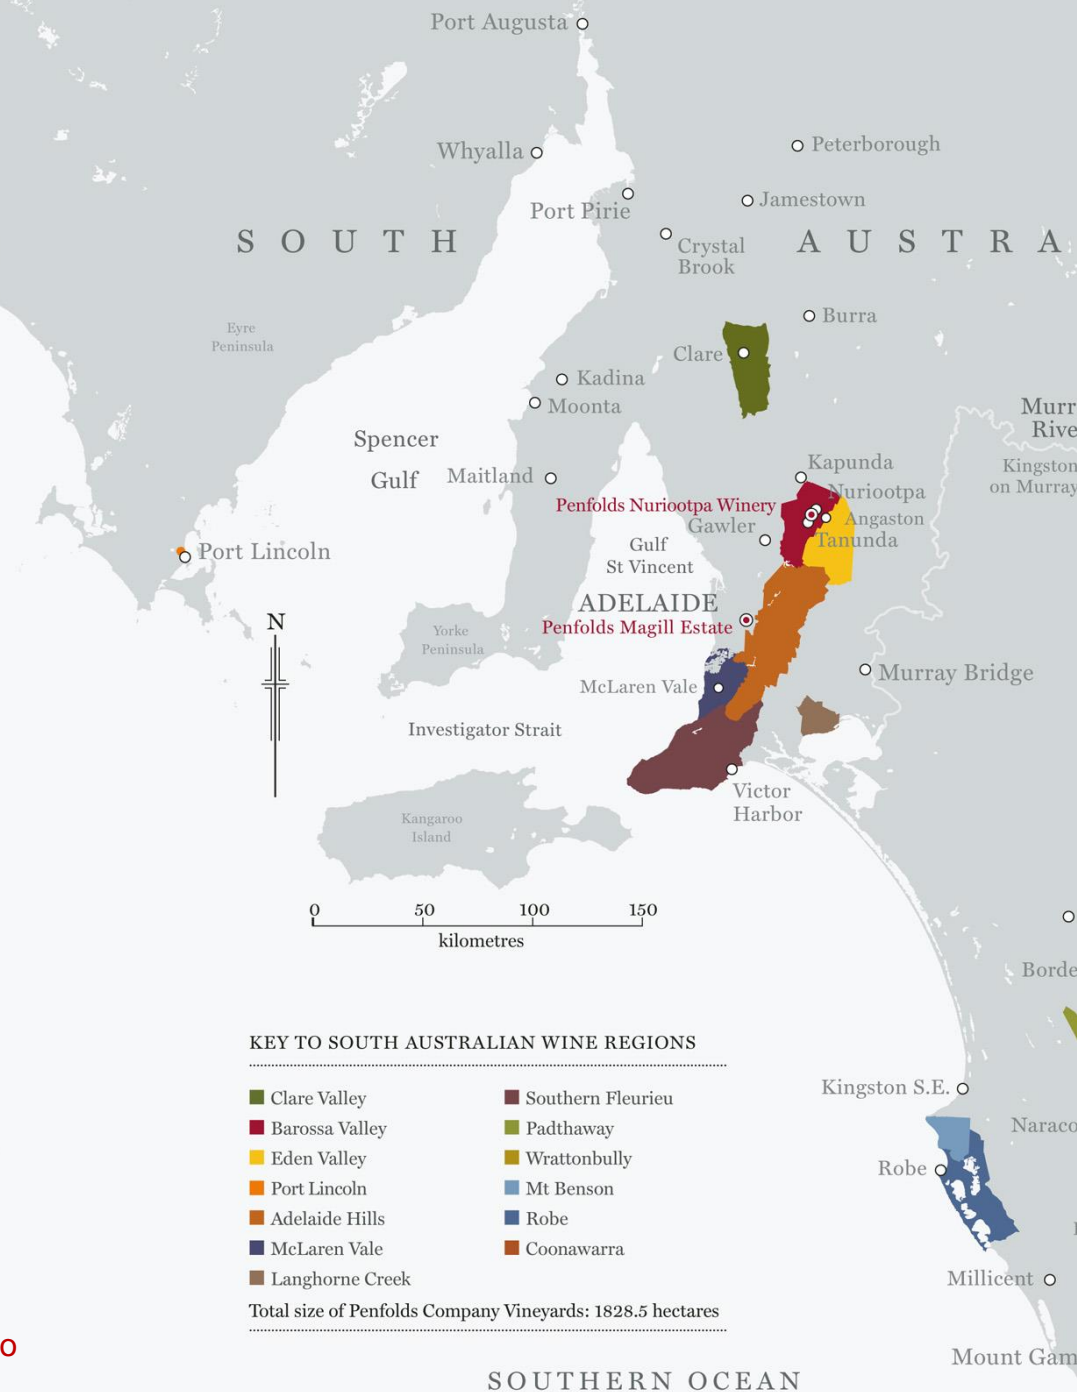 Port Augusta
Whyalla
Peterborough
Port Pirie
Jamestown
SOUTH AUSTRA
Crystal
Brook
Eyre
Peninsula
Burra
Clare
Kadina
Moonta
Murr
Rive
Spencer
Gulf
Maitland
Kapunda
Kingston
on Murray
Nuriootpa
Penfolds Nuriootpa Winery
Angaston
Gawler
Tanunda
Port Lincoln
Gulf
St Vincent
ADELAIDE
Penfolds Magill Estate
N
Yorke
Peninsula
McLaren Vale
Murray Bridge
Investigator Strait
Victor
Harbor
Kangaroo
Island
0 50 100 150
kilometres
Borde
KEY TO SOUTH AUSTRALIAN WINE REGIONS
Clare Valley
Barossa Valley
Eden Valley
Port Lincoln
Adelaide Hills
McLaren Vale
Langhorne Creek
Southern Fleurieu
Padthaway
Wrattonbully
Mt Benson
Robe
Coonawarra
Total size of Penfolds Company Vineyards: 1828.5 hectares
Kingston S.E.
Naraco
Robe
Millicent
Mount Gam
o
SOUTHERN OCEAN